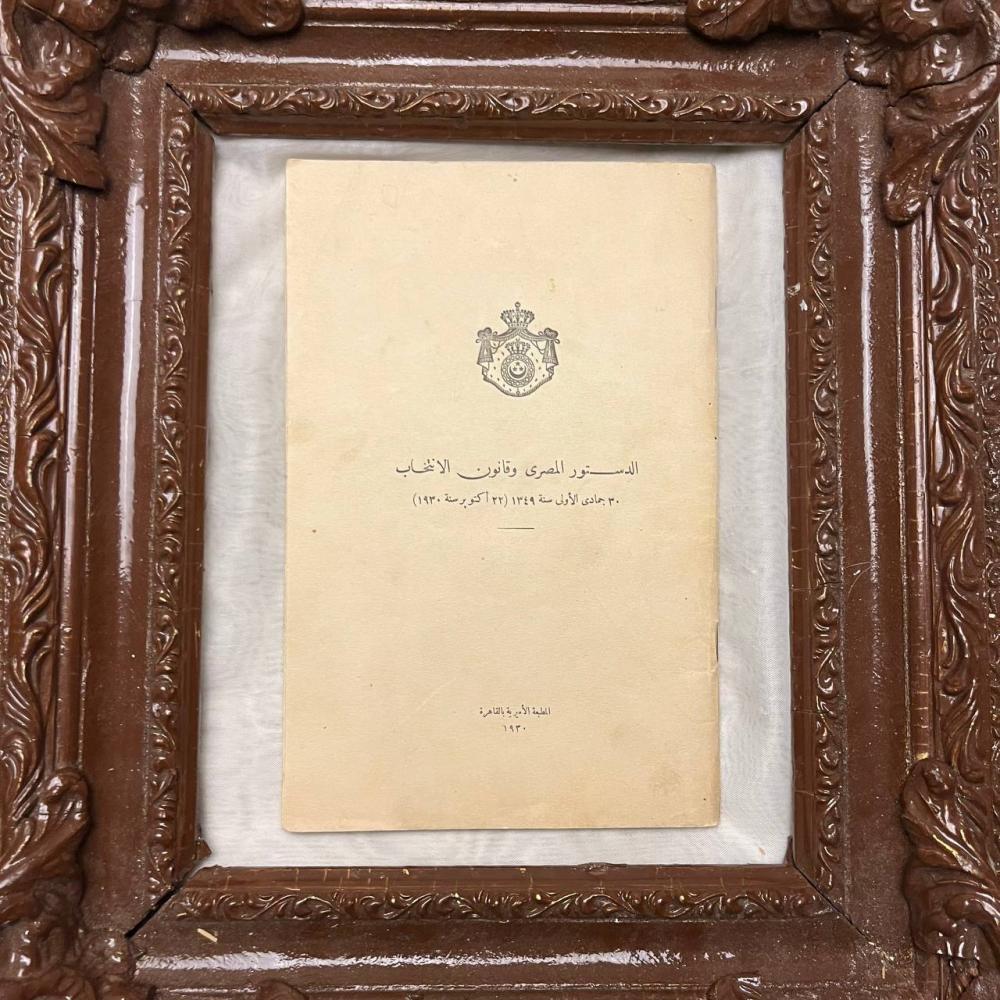 الدستور المصرى وقانون الانتخاب
٣٠ جمادى الأولى سنة ١٣٤٩ (٢٢ أكتوبر سنة ١٩٣٠)
المطبعة الأميرية بالقاهرة
١٩٣٠